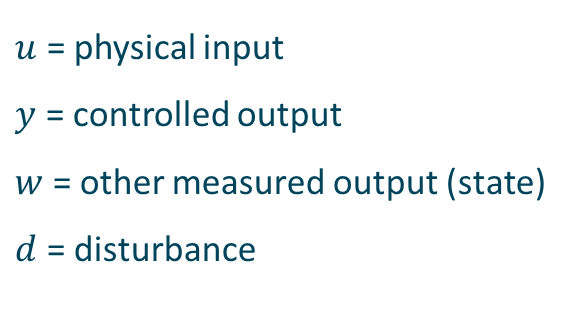 u = physical input
y = controlled output
w = other measured output (state)
d = disturbance